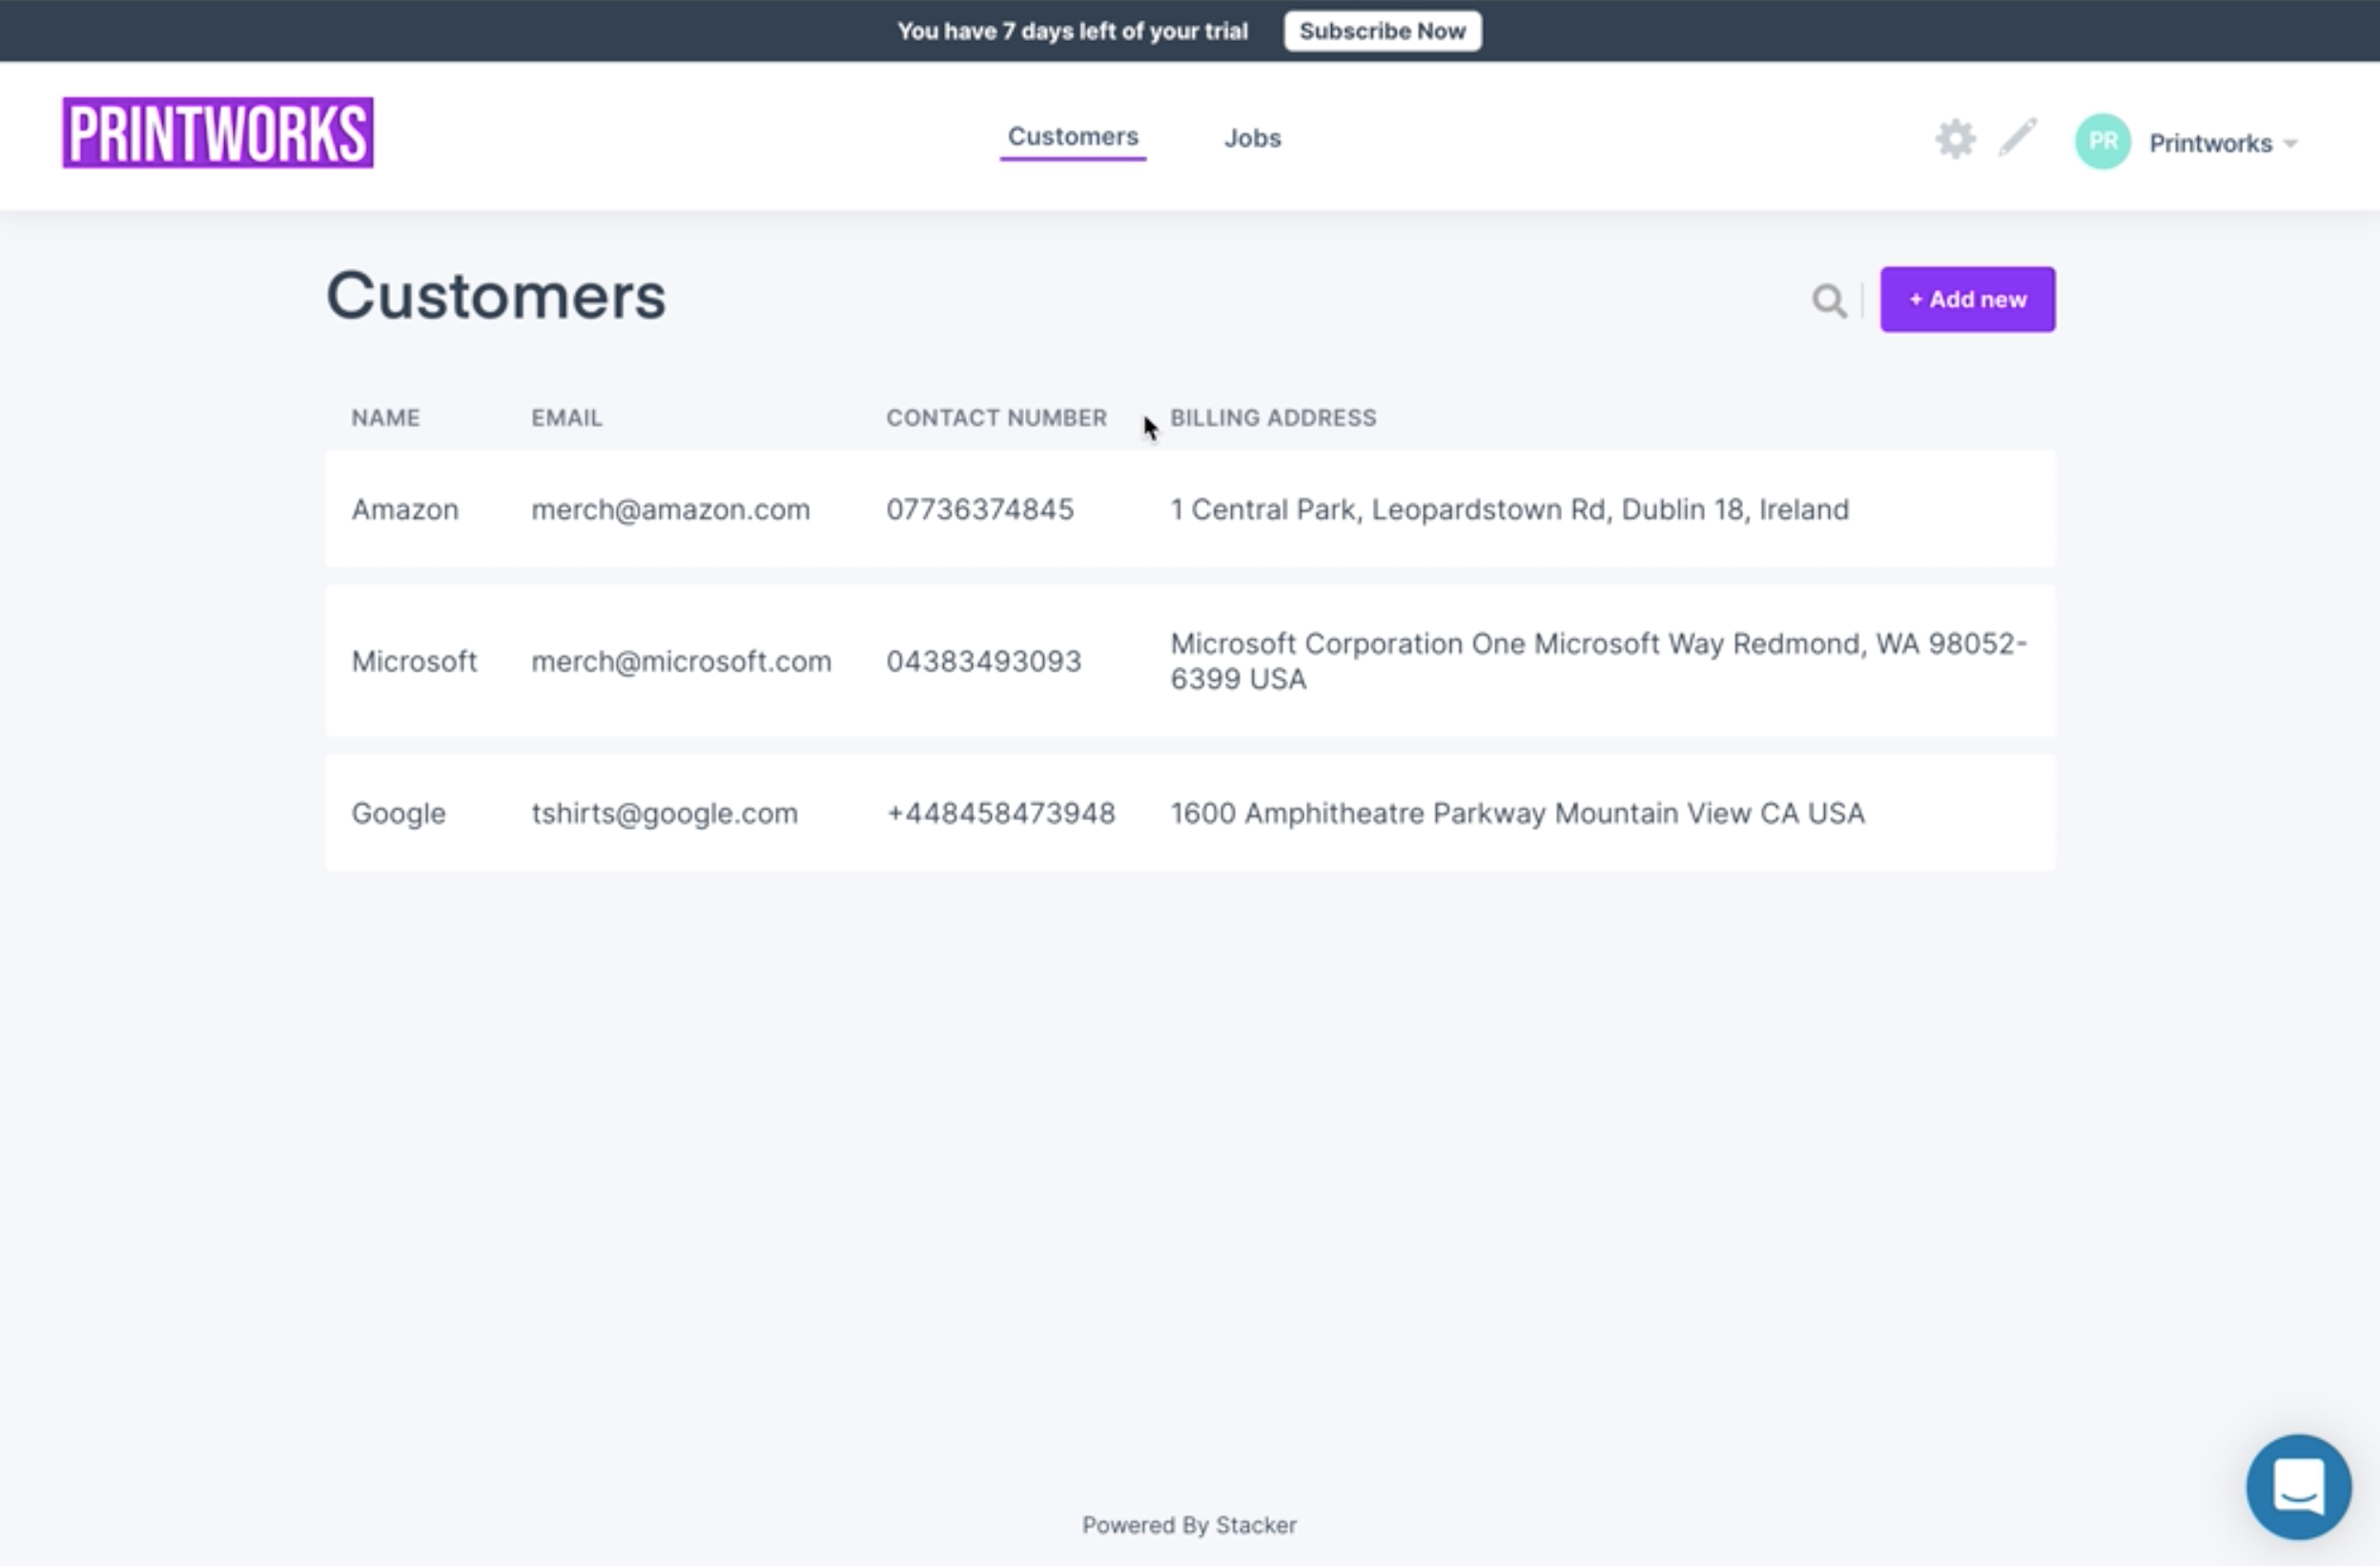 You have 7 days left of your trial Subscribe Now
PRINTWORKS Customers Jobs PR Printworks
Customers + Add new
NAME EMAIL CONTACT NUMBER BILLING ADDRESS
Amazon merch@amazon.com 07736374845 1 Central Park, Leopardstown Rd, Dublin 18, Ireland
Microsoft merch@microsoft.com 04383493093 Microsoft Corporation One Microsoft Way Redmond, WA 98052-
6399 USA
Google tshirts@google.com +448458473948 1600 Amphitheatre Parkway Mountain View CA USA
Powered By Stacker